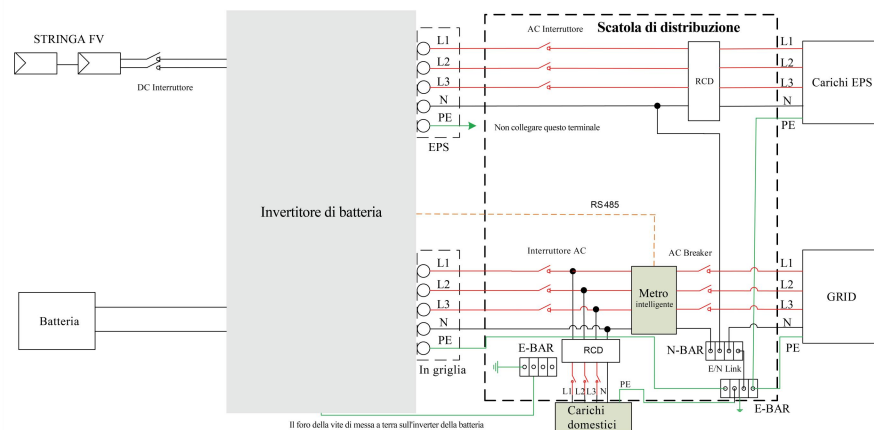 Scatola di distribuzione
STRINGA FV
DC Interruttore
L1
L2
L3
N
PE
EPS
AC Interruttore
RCD
L1
L2
L3
N
PE
Carichi EPS
Non collegare questo terminale
Invertitore di batteria
RS485
Batteria
L1
L2
L3
N
PE
In griglia
Interruttore AC
AC Breaker
Metro
intelligente
L1
L2
L3
N
PE
GRID
RCD
E-BAR
N-BAR
E/N Link
L1
L2
L3
N
PE
E-BAR
Carichi
domestici
Il foro della vite di messa a terra sull'inverter della batteria